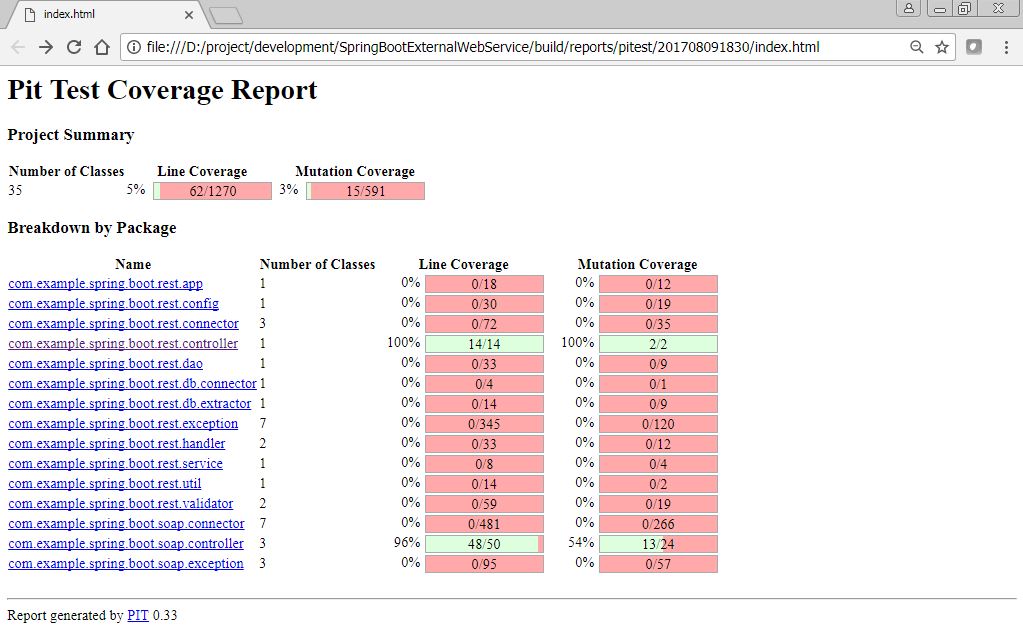 index.html
file:///D:/project/development/SpringBootExternalWebService/build/reports/pitest/201708091830/index.html
Pit Test Coverage Report
Project Summary
Number of Classes Line Coverage Mutation Coverage
35 5% 62/1270 3% 15/591
Breakdown by Package
Name Number of Classes Line Coverage Mutation Coverage
com.example.spring.boot.rest.app 1 0% 0/18 0% 0/12
com.example.spring.boot.rest.config 1 0% 0/30 0% 0/19
com.example.spring.boot.rest.connector 3 0% 0/72 0% 0/35
com.example.spring.boot.rest.controller 1 100% 14/14 100% 2/2
com.example.spring.boot.rest.dao 1 0% 0/33 0% 0/9
com.example.spring.boot.rest.db.connector 1 0% 0/4 0% 0/1
com.example.spring.boot.rest.db.extractor 1 0% 0/14 0% 0/9
com.example.spring.boot.rest.exception 7 0% 0/345 0% 0/120
com.example.spring.boot.rest.handler 2 0% 0/33 0% 0/12
com.example.spring.boot.rest.service 1 0% 0/8 0% 0/4
com.example.spring.boot.rest.util 1 0% 0/14 0% 0/2
com.example.spring.boot.rest.validator 2 0% 0/59 0% 0/19
com.example.spring.boot.soap.connector 7 0% 0/481 0% 0/266
com.example.spring.boot.soap.controller 3 96% 48/50 54% 13/24
com.example.spring.boot.soap.exception 3 0% 0/95 0% 0/57
Report generated by PIT 0.33